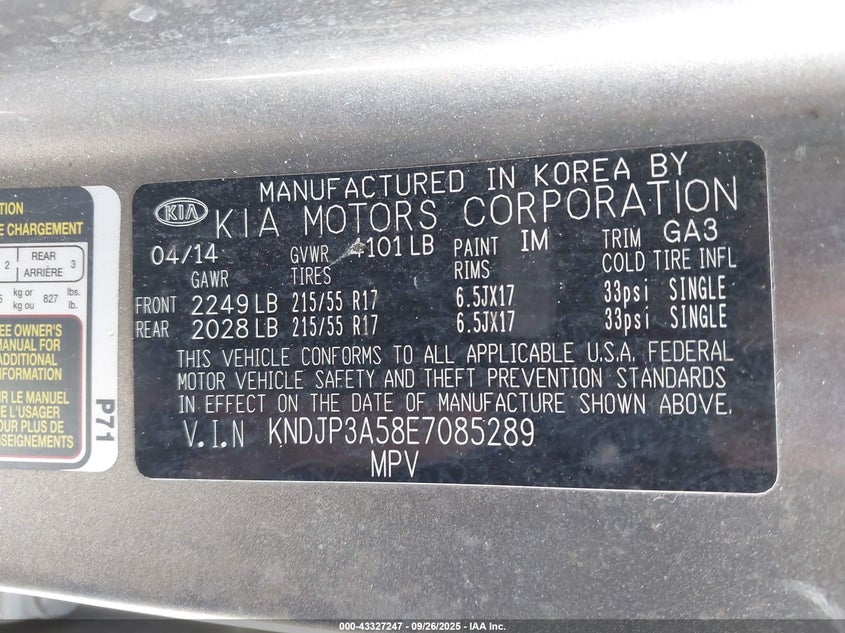 MANUFACTURED IN KOREA BY
KIA KIA MOTORS CORPORATION
04/14 GVWR 4101 LB PAINT IM TRIM GA3
GAWR TIRES RIMS COLD TIRE INFL
FRONT 2249 LB 215/55 R17 6.5JX17 33psi SINGLE
REAR 2028 LB 215/55 R17 6.5JX17 33psi SINGLE
THIS VEHICLE CONFORMS TO ALL APPLICABLE U.S.A. FEDERAL
MOTOR VEHICLE SAFETY AND THEFT PREVENTION STANDARDS
IN EFFECT ON THE DATE OF MANUFACTURE SHOWN ABOVE.
V.I.N KNDJP3A58E7085289
MPV
CHARGEMENT
2 REAR
ARRIÈRE 3
kg or 827 lbs.
kg ou lb.
OWNER'S
MANUAL FOR
ADDITIONAL
INFORMATION
LE MANUEL
L'USAGER
PLUS DE
P71
000-43327247 - 09/26/2025 - IAA Inc.